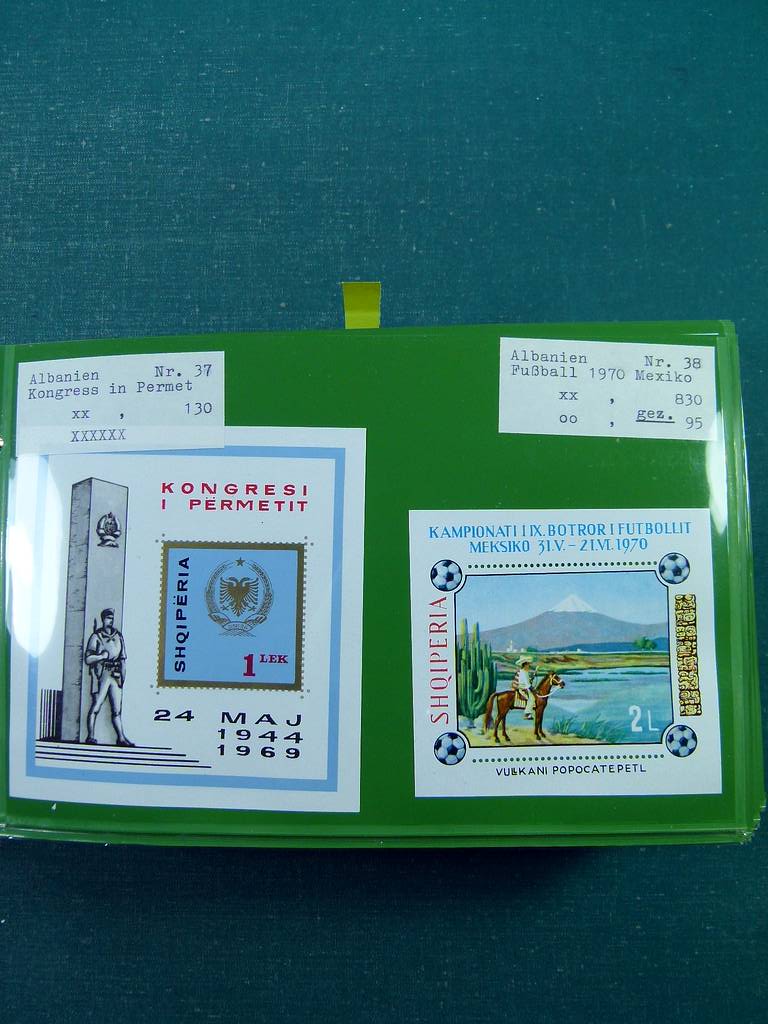 Albanien Nr. 37
Kongress in Permet
xx , 130
XXXXXX
KONGRESI
I PËRMETIT
SHQIPËRIA
1 LEK
24 MAJ
1944
1969
Albanien Nr. 38
Fußball 1970 Mexiko
xx , 830
oo , gez. 95
KAMPIONATI I IX. BOTROR I FUTBOLLIT
MEKSIKO 31.V. - 21.VI. 1970
SHQIPERIA
2 L
VULLKANI POPOCATEPETL